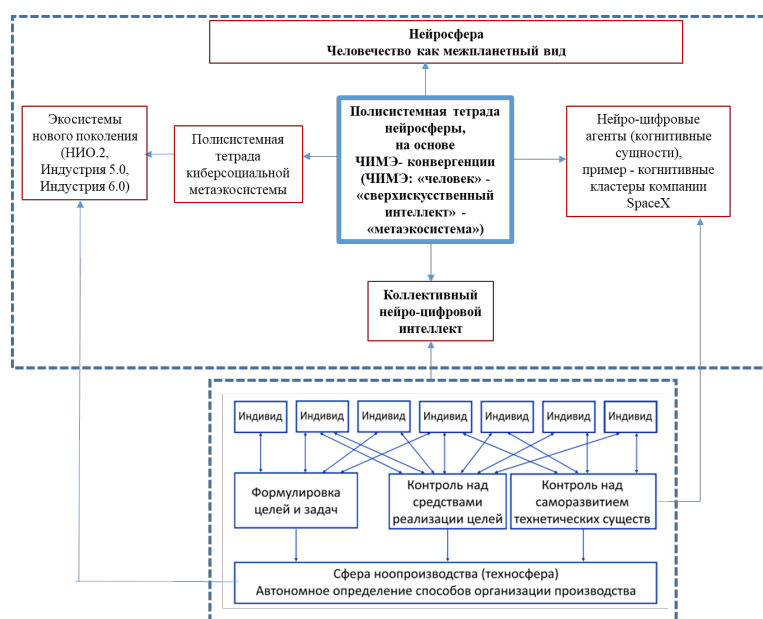 Нейросфера
Человечество как межпланетный вид
Экосистемы
нового поколения
(НИО.2,
Индустрия 5.0,
Индустрия 6.0)
Полисистемная
тетрада
киберсоциальной
метаэкосистемы
Полисистемная тетрада
нейросферы,
на основе
ЧИМЭ- конвергенции
(ЧИМЭ: «человек» -
«сверхискусственный
интеллект» -
«метаэкосистема»)
Нейро-цифровые
агенты (когнитивные
сущности),
пример - когнитивные
кластеры компании
SpaceX
Коллективный
нейро-цифровой
интеллект
Индивид
Индивид
Индивид
Индивид
Индивид
Индивид
Индивид
Формулировка
целей и задач
Контроль над
средствами
реализации целей
Контроль над
саморазвитием
технетических существ
Сфера ноопроизводства (техносфера)
Автономное определение способов организации производства